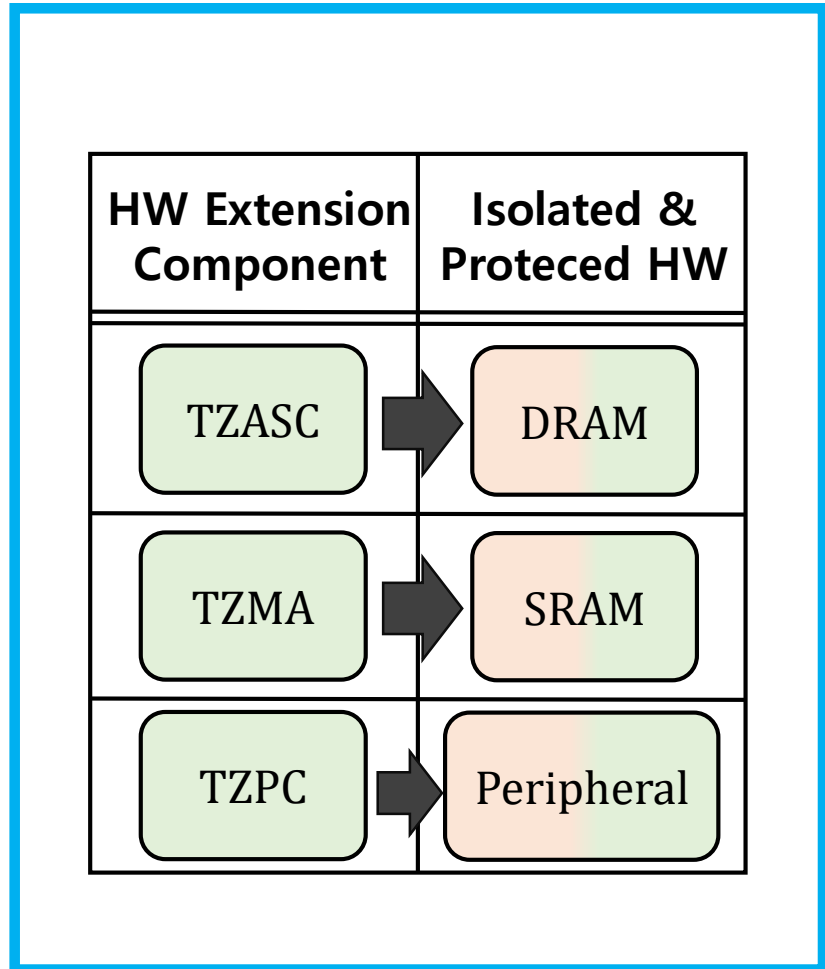 HW Extension
Component
Isolated &
Proteced HW
TZASC
DRAM
TZMA
SRAM
TZPC
Peripheral